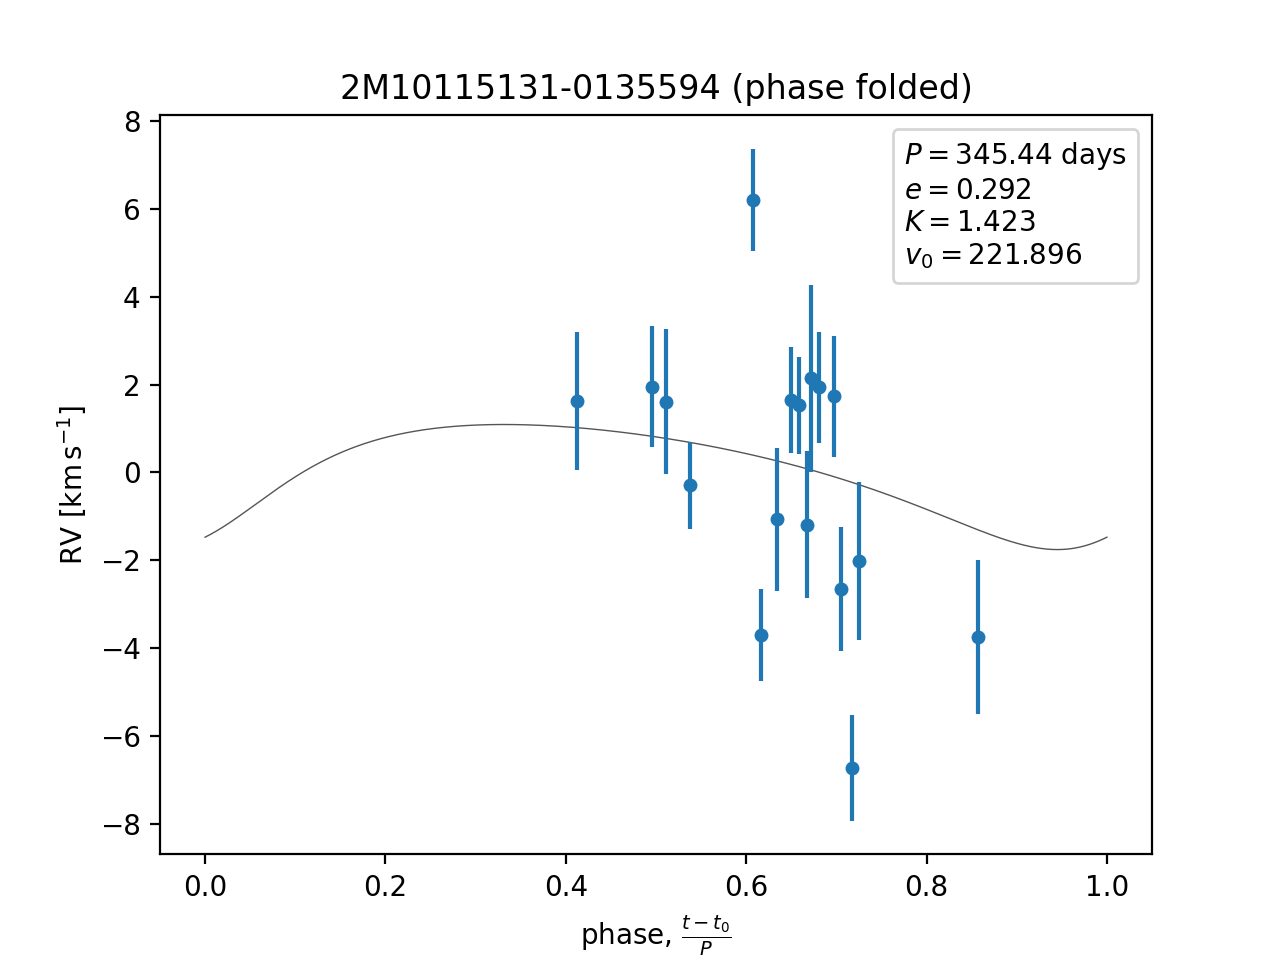 2M10115131-0135594 (phase folded)
P = 345.44 days
e = 0.292
K = 1.423
v₀ = 221.896
8
6
4
2
0
−2
−4
−6
−8
RV [km s⁻¹]
0.0 0.2 0.4 0.6 0.8 1.0
phase, (t − t₀)/P